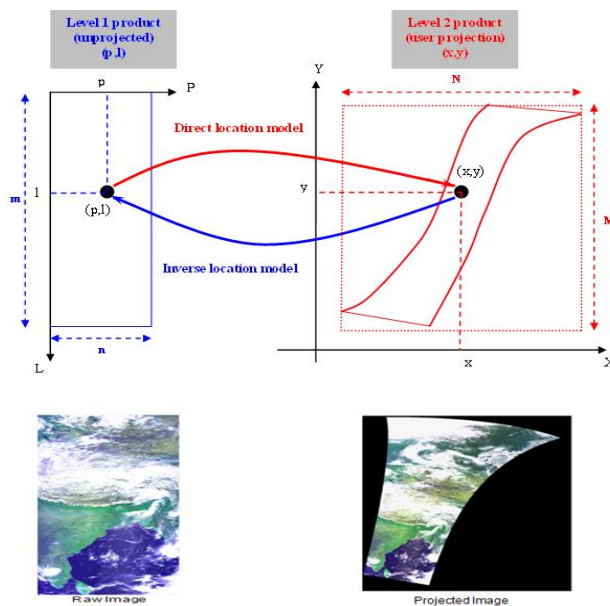 Level 1 product
(unprojected)
(p,l)
Level 2 product
(user projection)
(x,y)
p
P
Y
N
Direct location model
m
l
(p,l)
(x,y)
y
M
Inverse location model
n
L
x
X
Raw Image
Projected Image